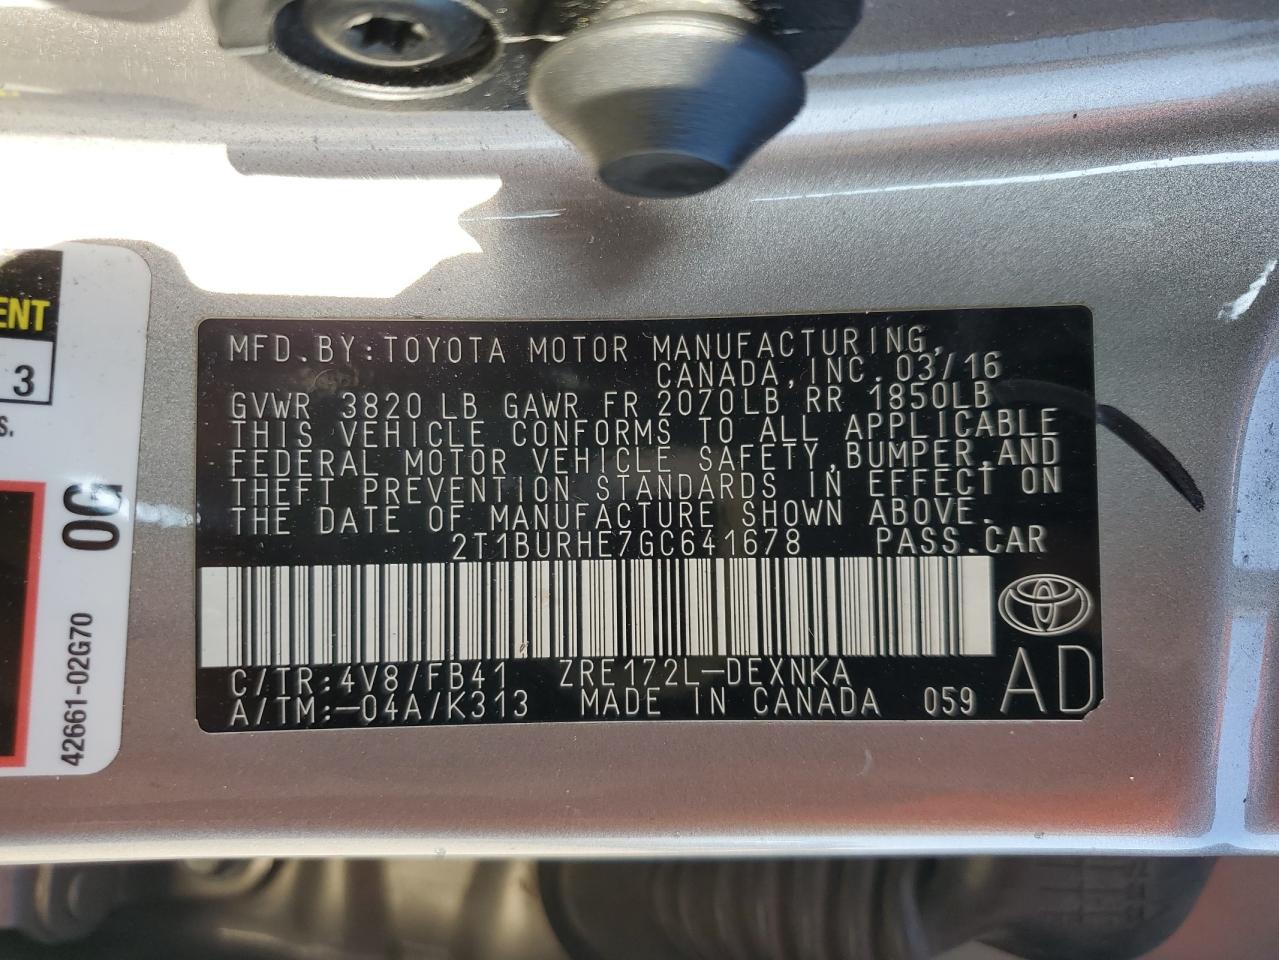 ENT
3
S.
0G
42661-02G70
MFD.BY:TOYOTA MOTOR MANUFACTURING,
CANADA,INC.03/16
GVWR 3820 LB GAWR FR 2070LB RR 1850LB
THIS VEHICLE CONFORMS TO ALL APPLICABLE
FEDERAL MOTOR VEHICLE SAFETY,BUMPER,AND
THEFT PREVENTION STANDARDS IN EFFECT ON
THE DATE OF MANUFACTURE SHOWN ABOVE.
2T1BURHE7GC641678 PASS.CAR
C/TR:4V8/FB41 ZRE172L-DEXNKA
A/TM:-04A/K313 MADE IN CANADA 059 AD